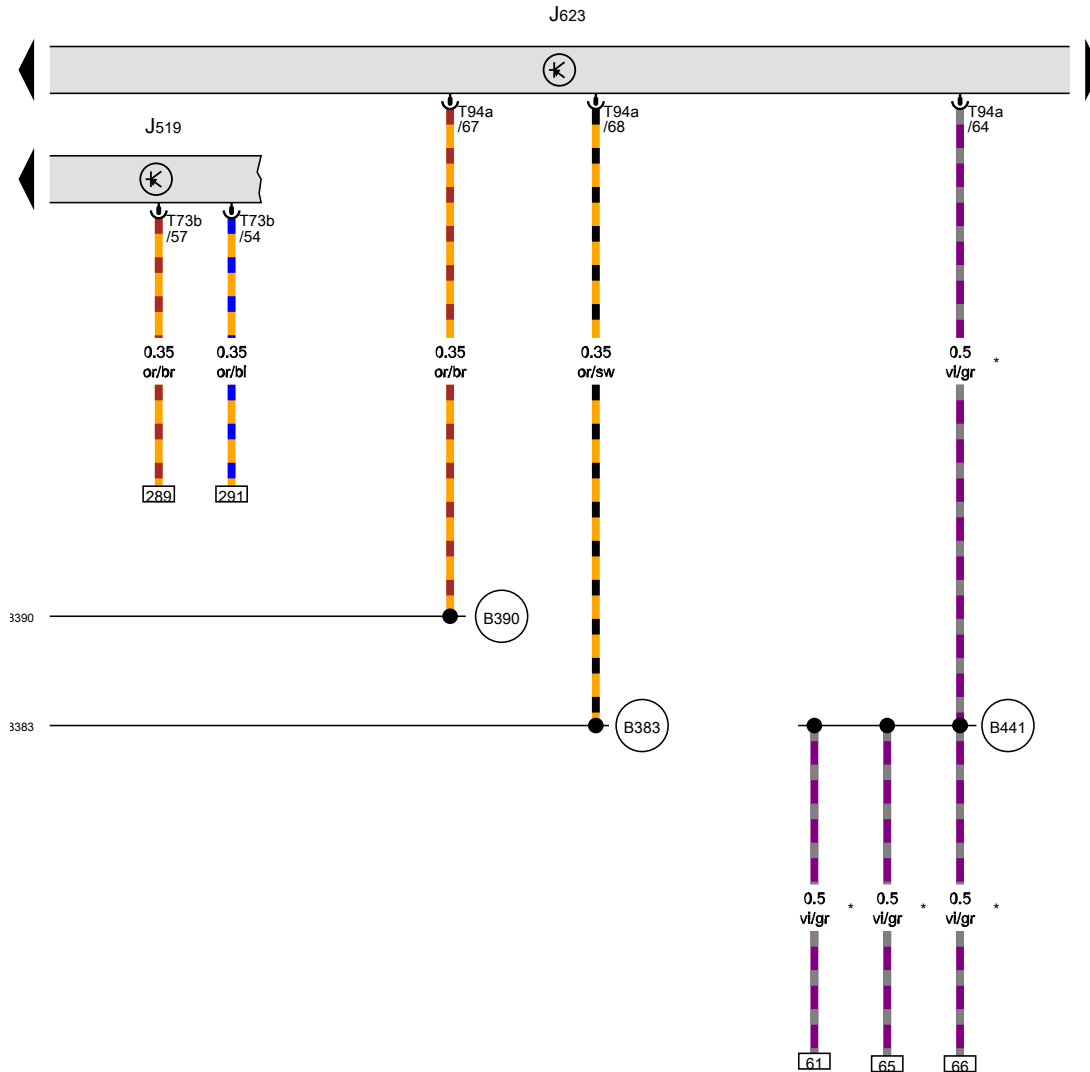 J623
T94a
/67
T94a
/68
T94a
/64
J519
T73b
/57
T73b
/54
0.35
or/br
0.35
or/bl
0.35
or/br
0.35
or/sw
0.5
vi/gr
*
289
291
B390
B390
B383
B383
B441
0.5
vi/gr
*
0.5
vi/gr
*
0.5
vi/gr
*
61
65
66